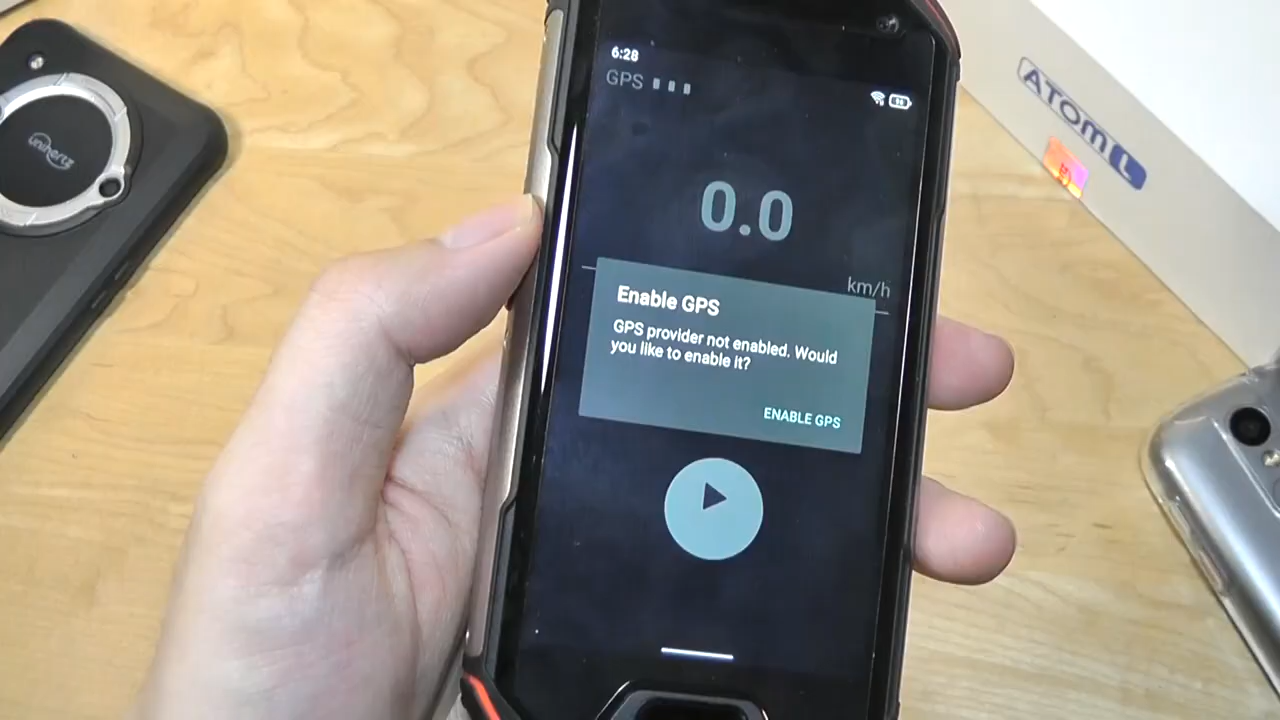 unihertz
6:28
GPS
ATOM L
0.0
km/h
Enable GPS
GPS provider not enabled. Would
you like to enable it?
ENABLE GPS